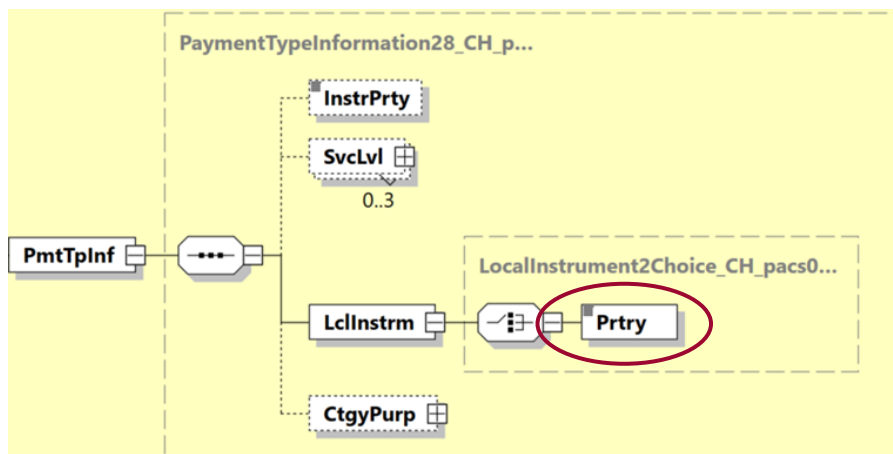 PaymentTypeInformation28_CH_p...
InstrPrty
SvcLvl
0..3
PmtTpInf
LocalInstrument2Choice_CH_pacs0...
LclInstrm
Prtry
CtgyPurp